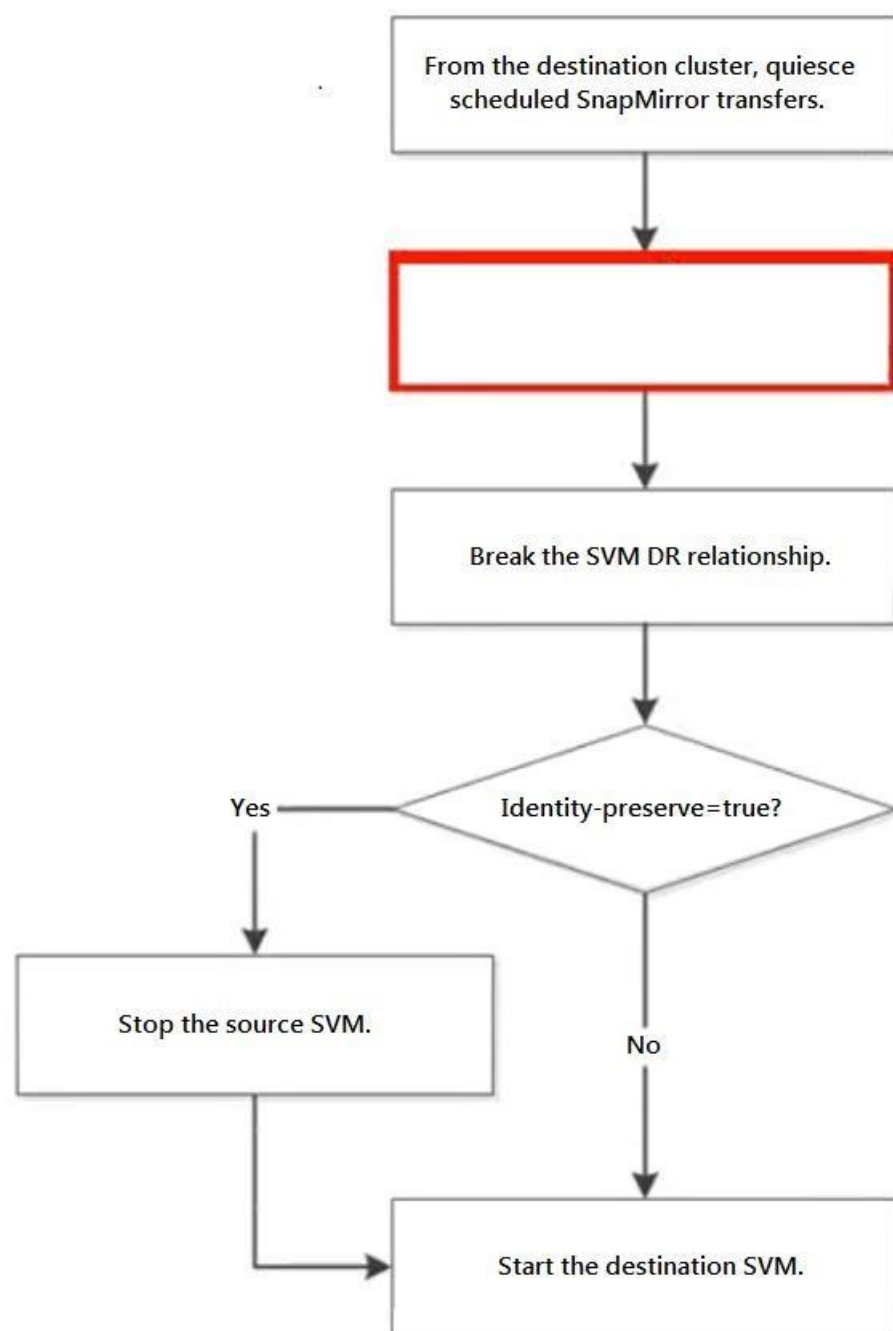 From the destination cluster, quiesce
scheduled SnapMirror transfers.
Break the SVM DR relationship.
Identity-preserve=true?
Yes
Stop the source SVM.
No
Start the destination SVM.